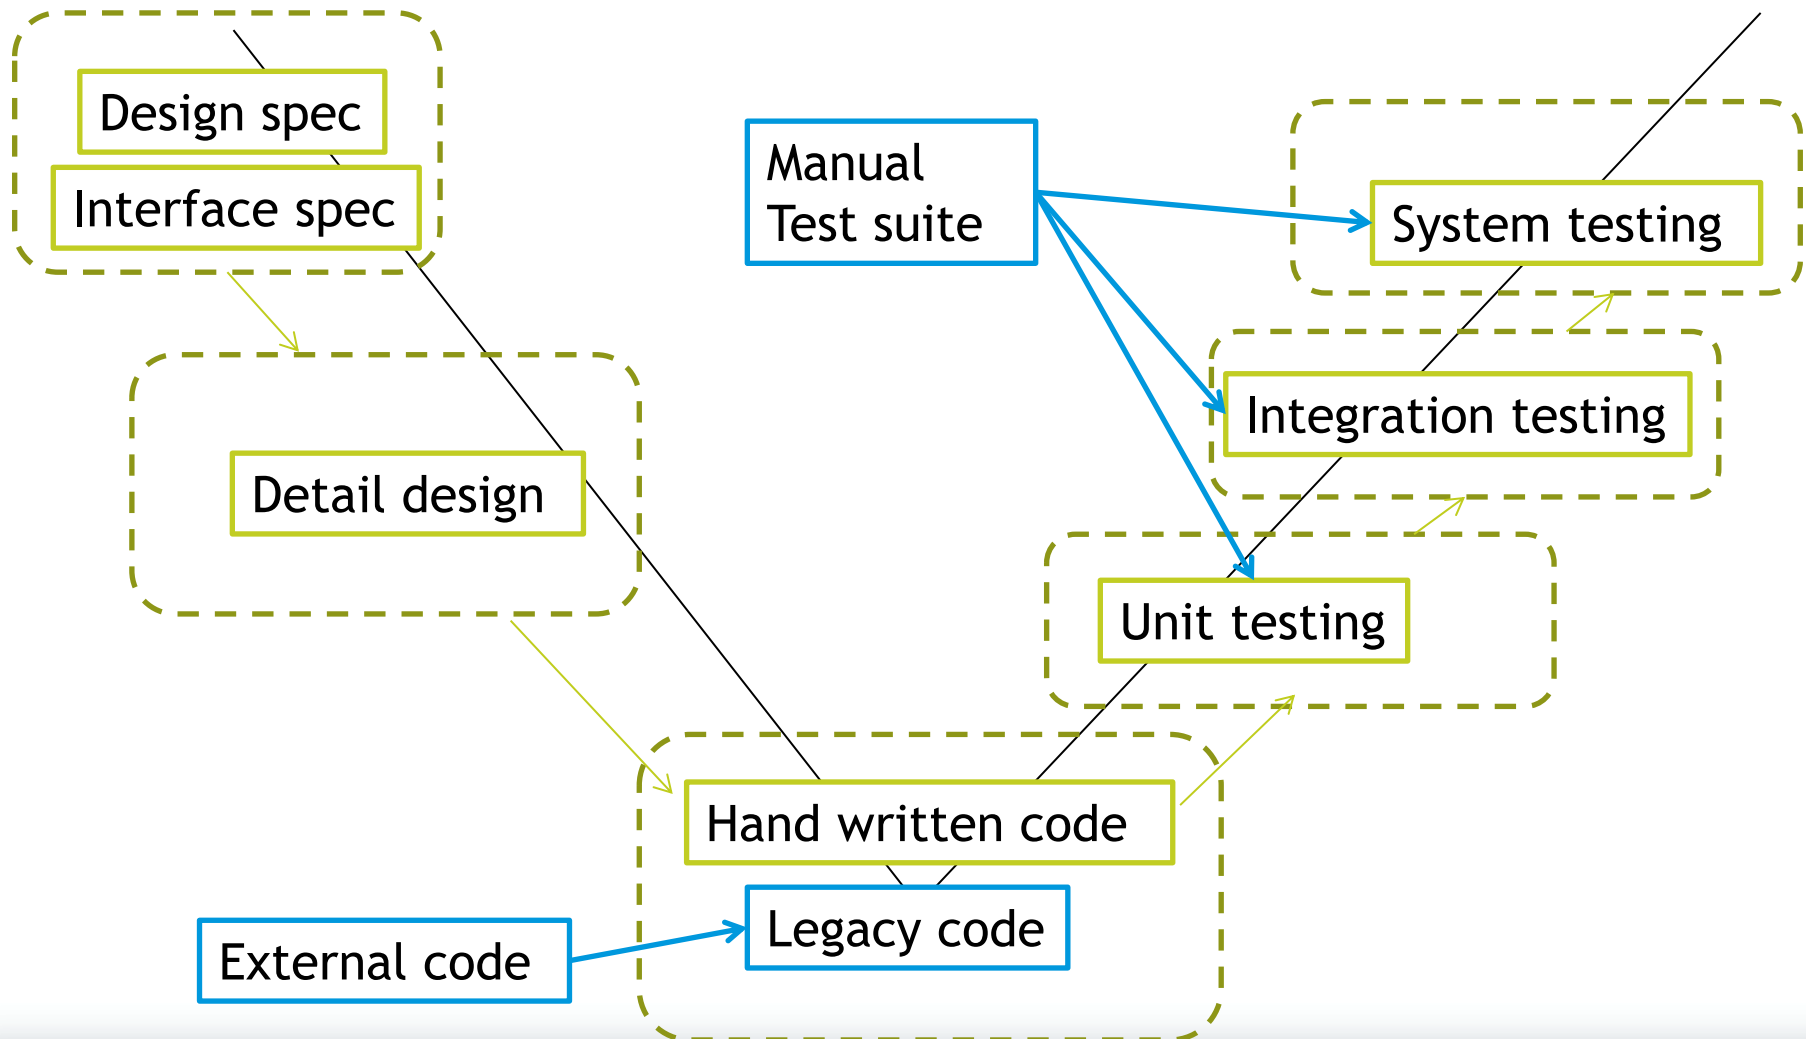 Design spec
Interface spec
Manual
Test suite
System testing
Integration testing
Detail design
Unit testing
Hand written code
Legacy code
External code